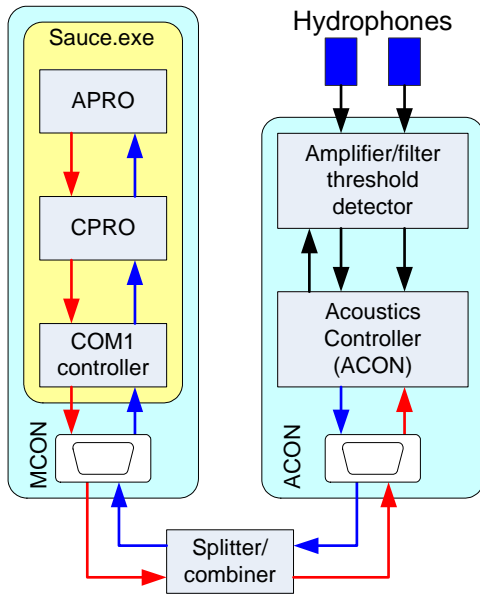 Sauce.exe
APRO
CPRO
COM1
controller
MCON
Hydrophones
Amplifier/filter
threshold
detector
Acoustics
Controller
(ACON)
ACON
Splitter/
combiner